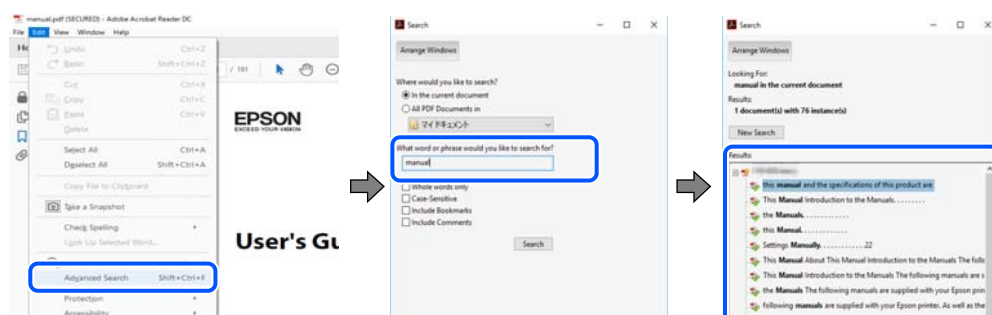 manual.pdf (SECURED) - Adobe Acrobat Reader DC
File Edit View Window Help
Undo Ctrl+Z
Redo Shift+Ctrl+Z
Cut Ctrl+X
Copy Ctrl+C
Paste Ctrl+V
Delete
Select All Ctrl+A
Deselect All Shift+Ctrl+A
Copy File to Clipboard
Take a Snapshot
Check Spelling
Look Up Selected Word...
Advanced Search Shift+Ctrl+F
Protection
Accessibility
/ 181
EPSON
EXCEED YOUR VISION
User's Gu
Search
Arrange Windows
Where would you like to search?
In the current document
All PDF Documents in
マイ ドキュメント
What word or phrase would you like to search for?
manual
Whole words only
Case-Sensitive
Include Bookmarks
Include Comments
Search
Search
Arrange Windows
Looking For:
manual in the current document
Results:
1 document(s) with 76 instance(s)
New Search
Results:
this manual and the specifications of this product are
This Manual Introduction to the Manuals. . . . . . . . .
the Manuals. . . . . . . . . . . . .
this Manual. . . . . . . . . . . . .
Settings Manually. . . . . . . . . . . . .22
This Manual About This Manual Introduction to the Manuals The follo
This Manual Introduction to the Manuals The following manuals are s
the Manuals The following manuals are supplied with your Epson prin
following manuals are supplied with your Epson printer. As well as the